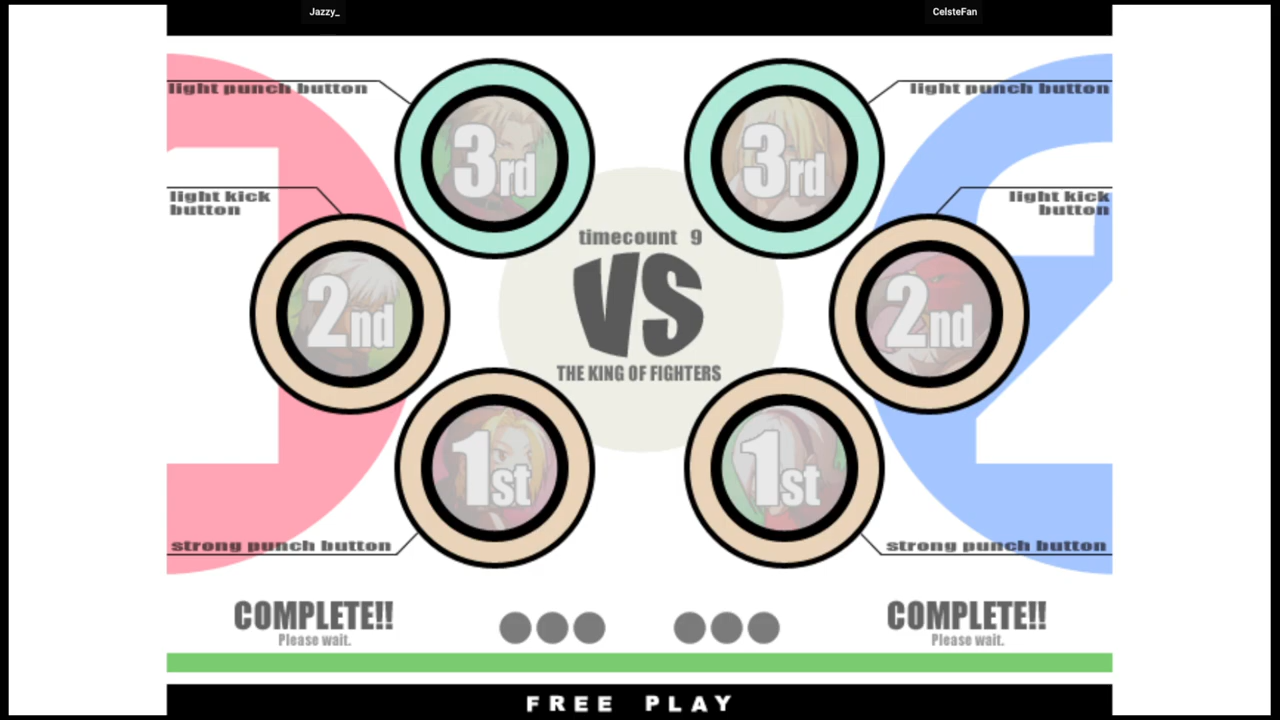 Jazzy_
CelsteFan
light punch button
light punch button
3rd
3rd
light kick
button
light kick
button
timecount 9
VS
THE KING OF FIGHTERS
2nd
2nd
1st
1st
strong punch button
strong punch button
COMPLETE!!
Please wait.
COMPLETE!!
Please wait.
FREE PLAY